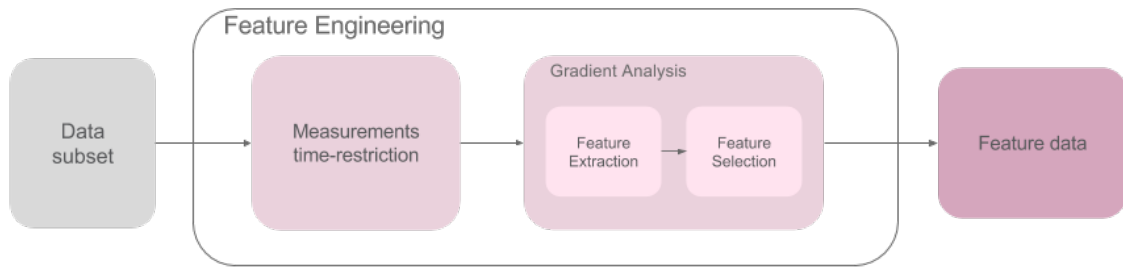 Feature Engineering
Data
subset
Measurements
time-restriction
Gradient Analysis
Feature
Extraction
Feature
Selection
Feature data